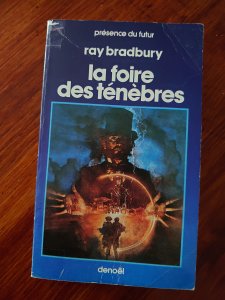 présence du futur
ray bradbury
la foire
des ténèbres
denoël